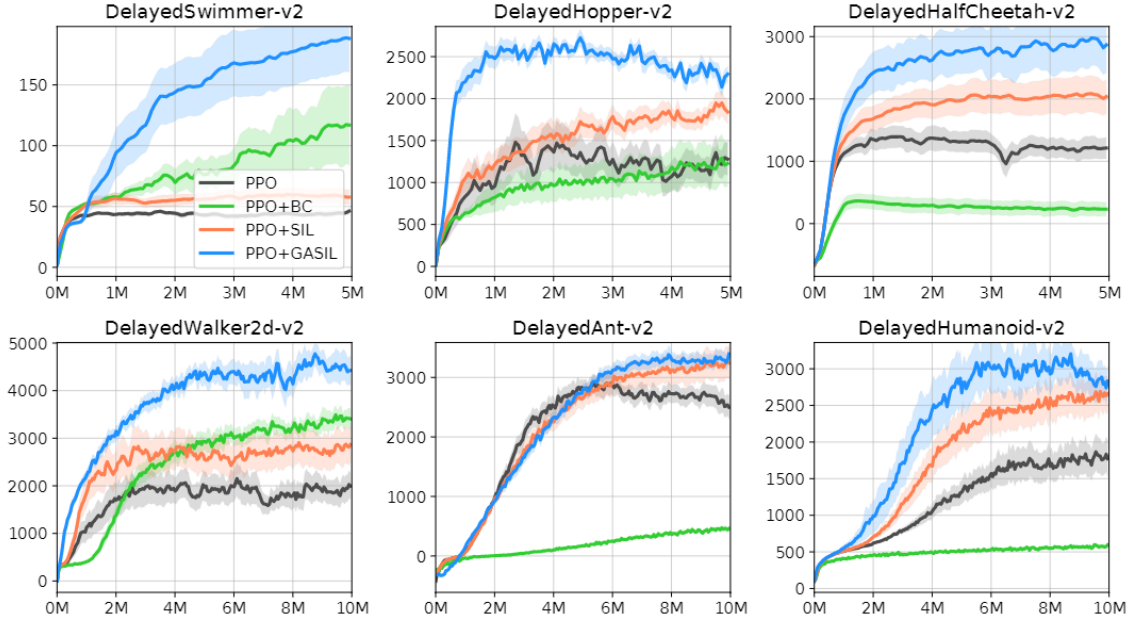 DelayedSwimmer-v2
150
100
50
0
0M 1M 2M 3M 4M 5M
PPO
PPO+BC
PPO+SIL
PPO+GASIL
DelayedHopper-v2
2500
2000
1500
1000
500
0
0M 1M 2M 3M 4M 5M
DelayedHalfCheetah-v2
3000
2000
1000
0
0M 1M 2M 3M 4M 5M
DelayedWalker2d-v2
5000
4000
3000
2000
1000
0
0M 2M 4M 6M 8M 10M
DelayedAnt-v2
3000
2000
1000
0
0M 2M 4M 6M 8M 10M
DelayedHumanoid-v2
3000
2500
2000
1500
1000
500
0
0M 2M 4M 6M 8M 10M